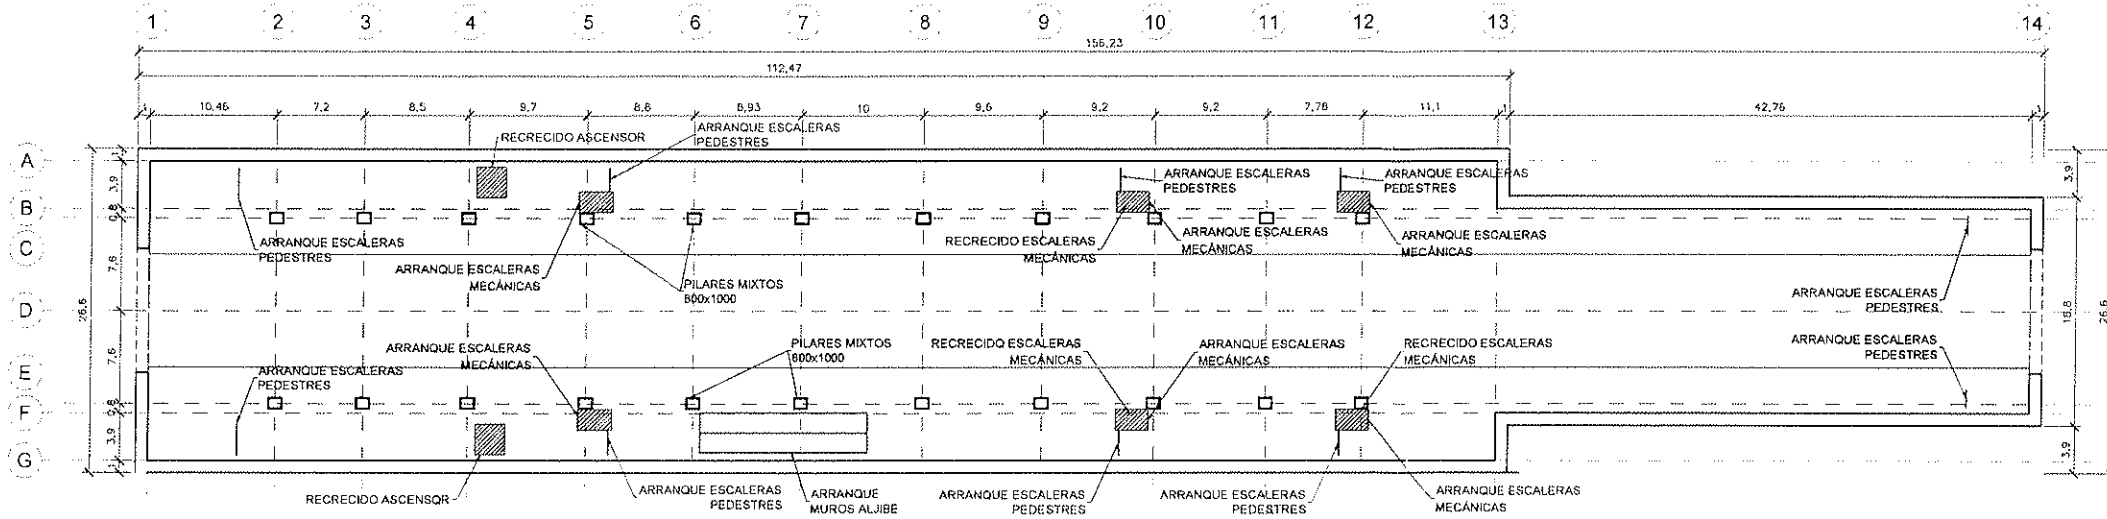 1 2 3 4 5 6 7 8 9 10 11 12 13 14
156,23
112,47
1 10,46 7,2 8,5 9,7 8,8 8,93 10 9,6 9,2 9,2 7,78 11,1 1 42,76 1
RECRECIDO ASCENSOR
ARRANQUE ESCALERAS
PEDESTRES
A
B
C
D
E
F
G
26,6
1
3,9
0,8
7,6
7,6
0,8
3,9
1
ARRANQUE ESCALERAS
PEDESTRES
ARRANQUE ESCALERAS
PEDESTRES
ARRANQUE ESCALERAS
PEDESTRES
ARRANQUE ESCALERAS
MECÁNICAS
PILARES MIXTOS
800x1000
RECRECIDO ESCALERAS
MECÁNICAS
ARRANQUE ESCALERAS
MECÁNICAS
ARRANQUE ESCALERAS
MECÁNICAS
ARRANQUE ESCALERAS
PEDESTRES
3,9
18,8
26,6
3,9
ARRANQUE ESCALERAS
PEDESTRES
ARRANQUE ESCALERAS
MECÁNICAS
PILARES MIXTOS
800x1000
RECRECIDO ESCALERAS
MECÁNICAS
ARRANQUE ESCALERAS
MECÁNICAS
RECRECIDO ESCALERAS
MECÁNICAS
ARRANQUE ESCALERAS
PEDESTRES
RECRECIDO ASCENSOR
ARRANQUE ESCALERAS
PEDESTRES
ARRANQUE
MUROS ALJIBE
ARRANQUE ESCALERAS
PEDESTRES
ARRANQUE ESCALERAS
PEDESTRES
ARRANQUE ESCALERAS
MECÁNICAS